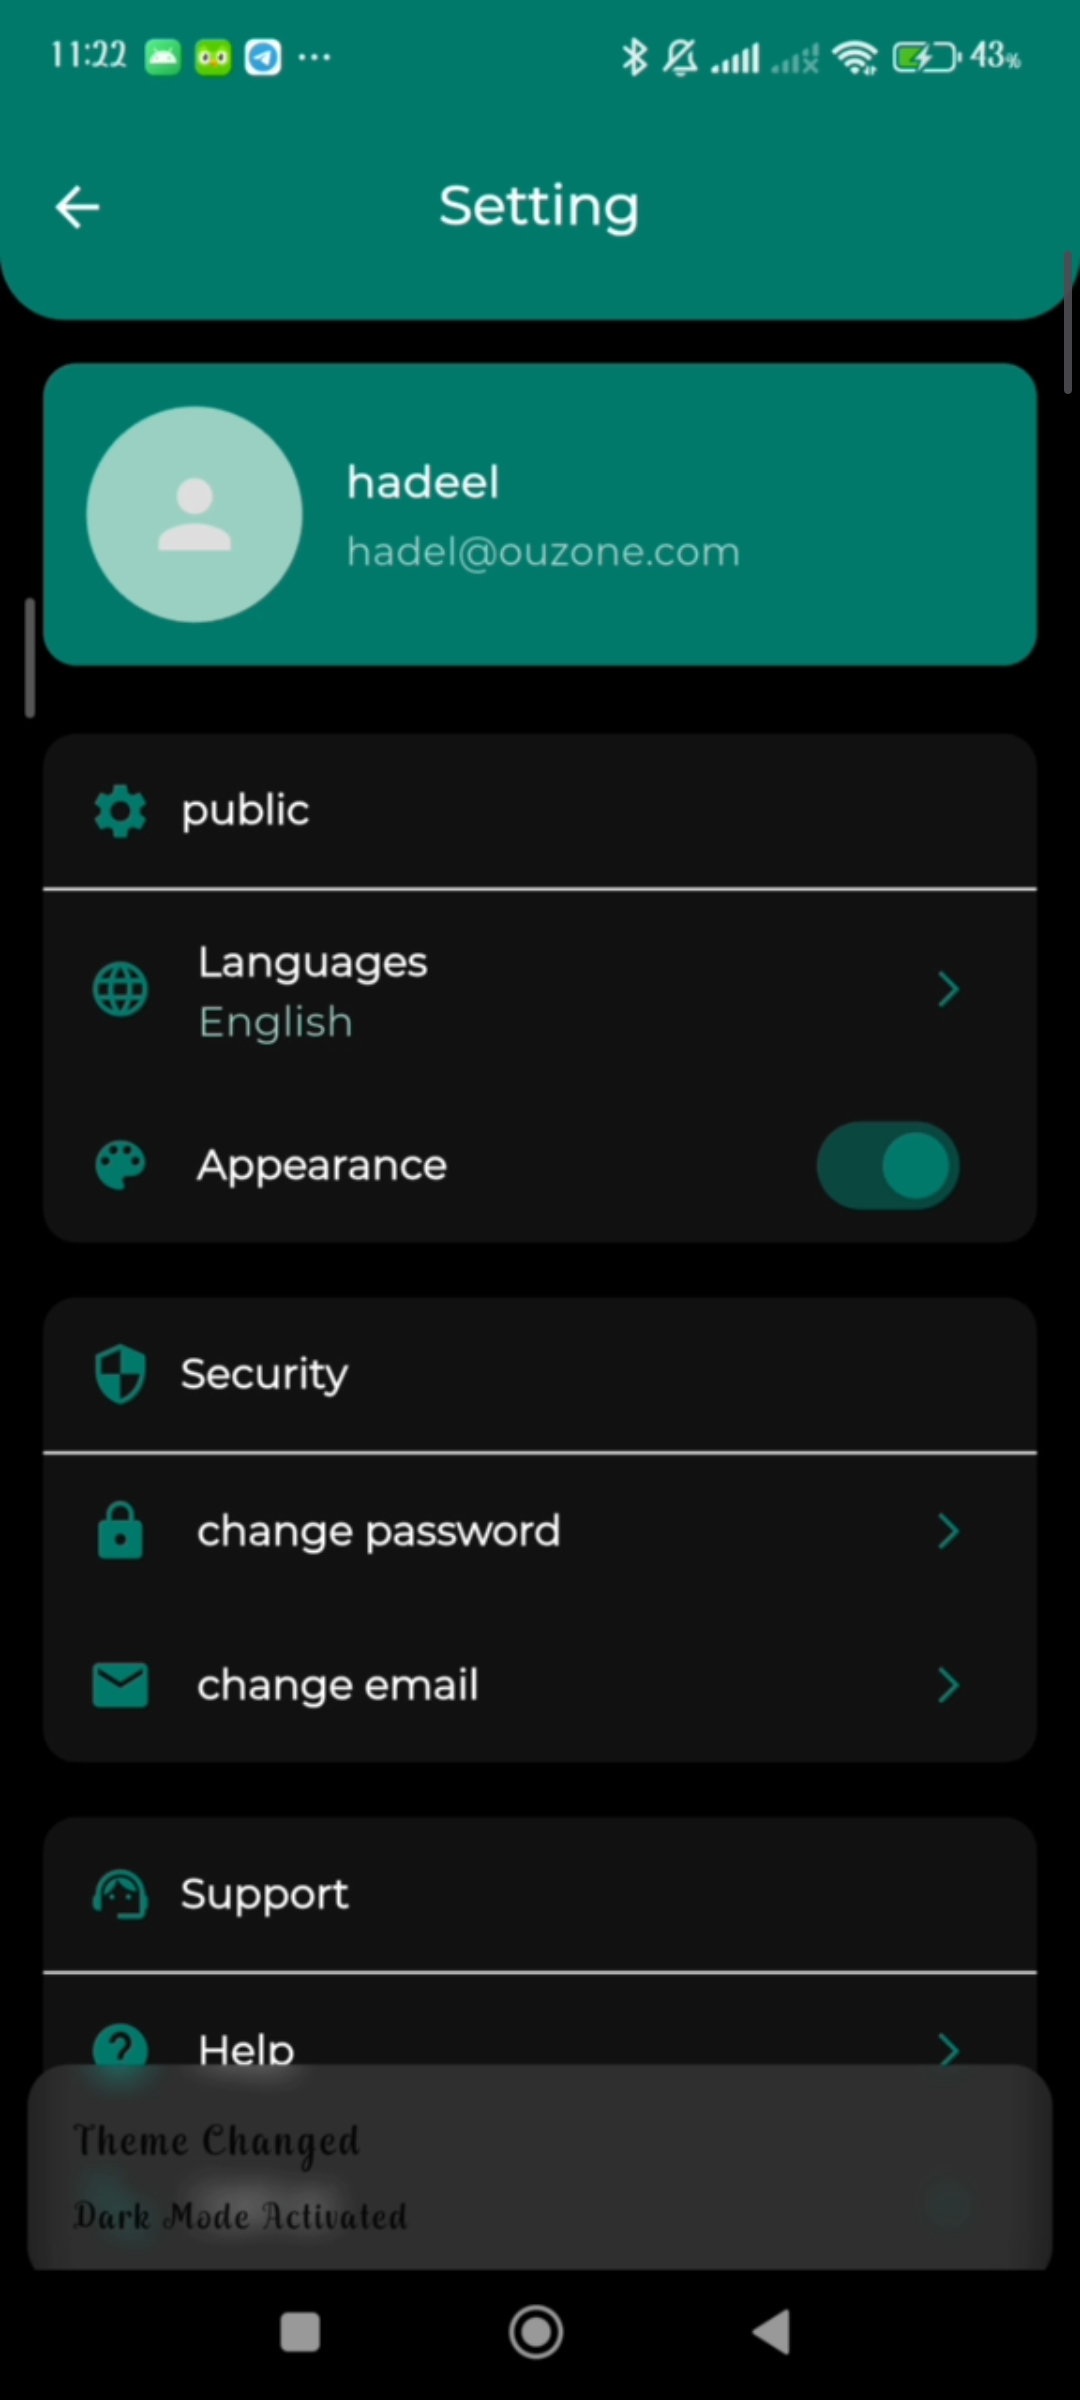 11:22
43%
Setting
hadeel
hadel@ouzone.com
public
Languages
English
Appearance
Security
change password
change email
Support
Help
Theme Changed
Dark Mode Activated